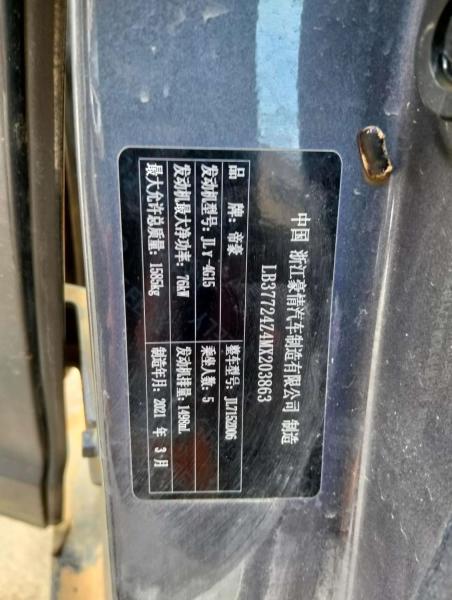 中国 浙江豪情汽车制造有限公司 制造
LB37724Z4MX203863
品 牌: 帝豪 整车型号: JL7152D06
发动机型号: JLY-4G15 乘坐人数: 5
发动机最大净功率: 76kW 发动机排量: 1498mL
最大允许总质量: 1585kg 制造年月: 2021 年 3 月